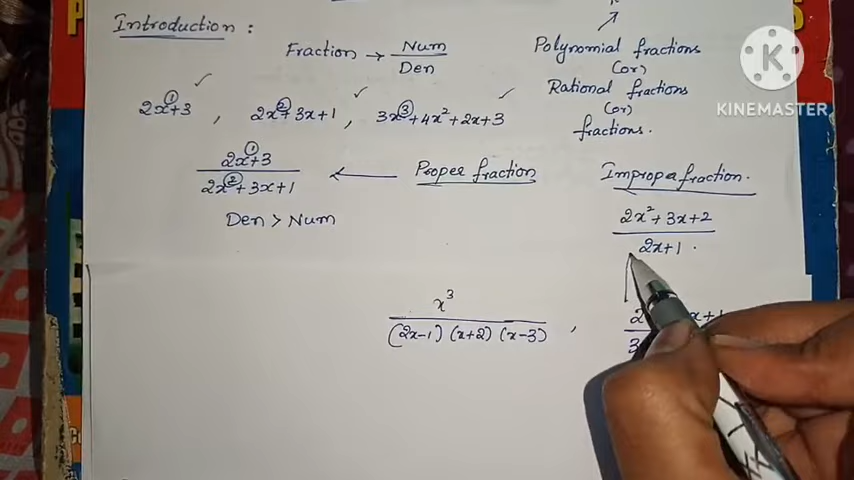 Introduction :
Fraction → Num
Den
Polynomial fractions
(or)
Rational fractions
(or)
fractions.
K
KINEMASTER
2x+3 , 2x²+3x+1 , 3x³+4x²+2x+3
2x+3
2x²+3x+1
← Proper fraction
Den > Num
Improper fraction.
2x²+3x+2
2x+1 .
x³
(2x-1) (x+2) (x-3) ,